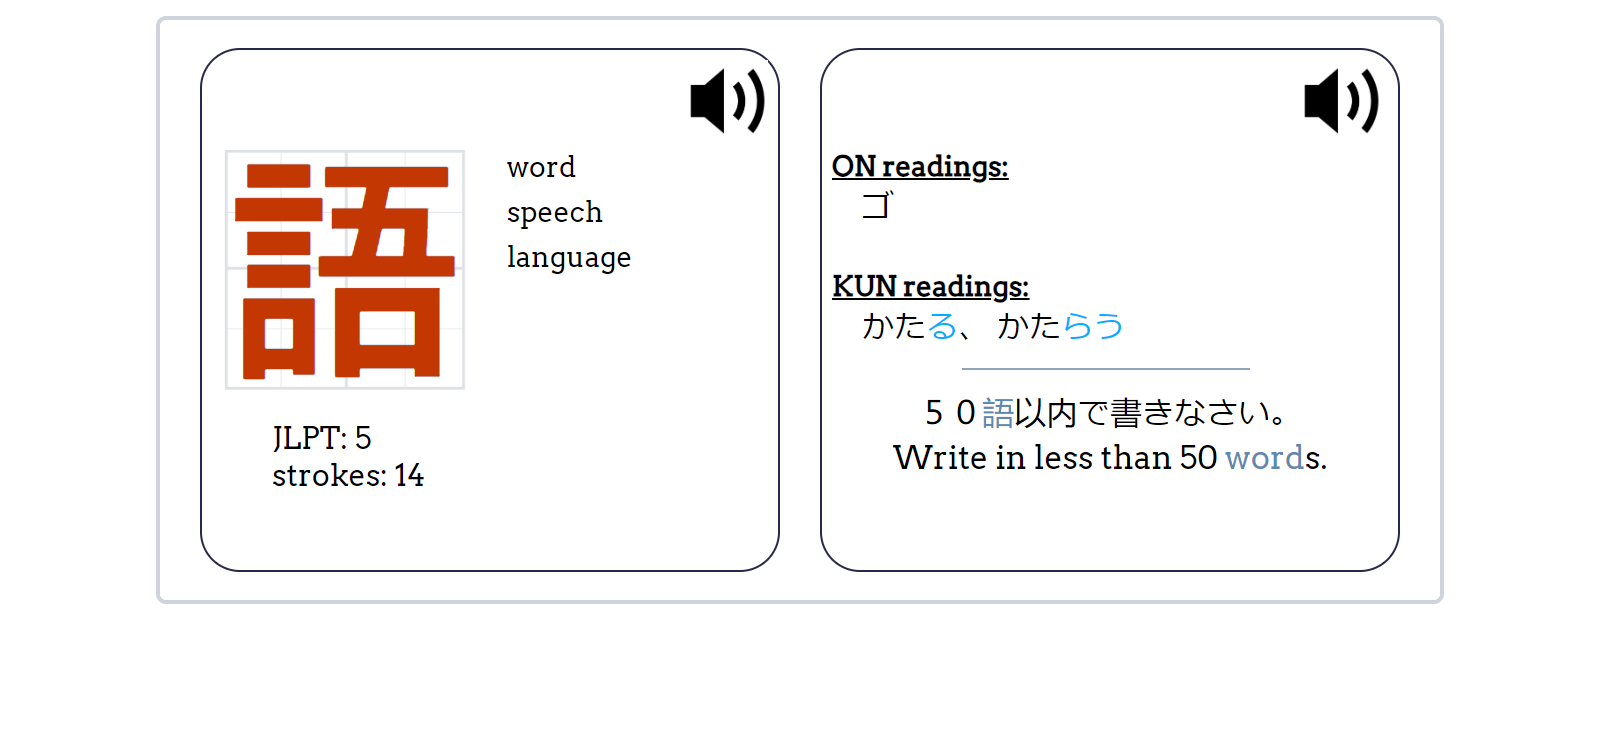 語
word
speech
language
JLPT: 5
strokes: 14
ON readings:
ゴ
KUN readings:
かたる、 かたらう
５０語以内で書きなさい。
Write in less than 50 words.